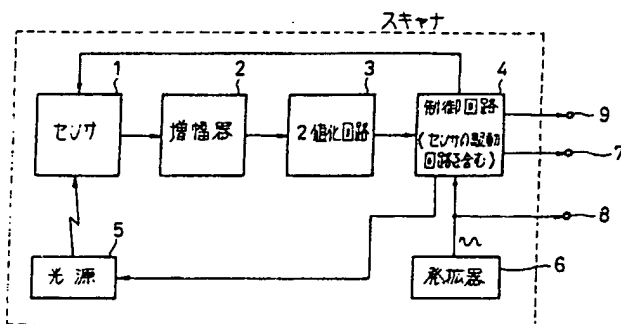 スキャナ
1
2
3
4
センサ
増幅器
2値化回路
制御回路
(センサの駆動
回路を含む)
9
7
8
5
光源
発振器
6